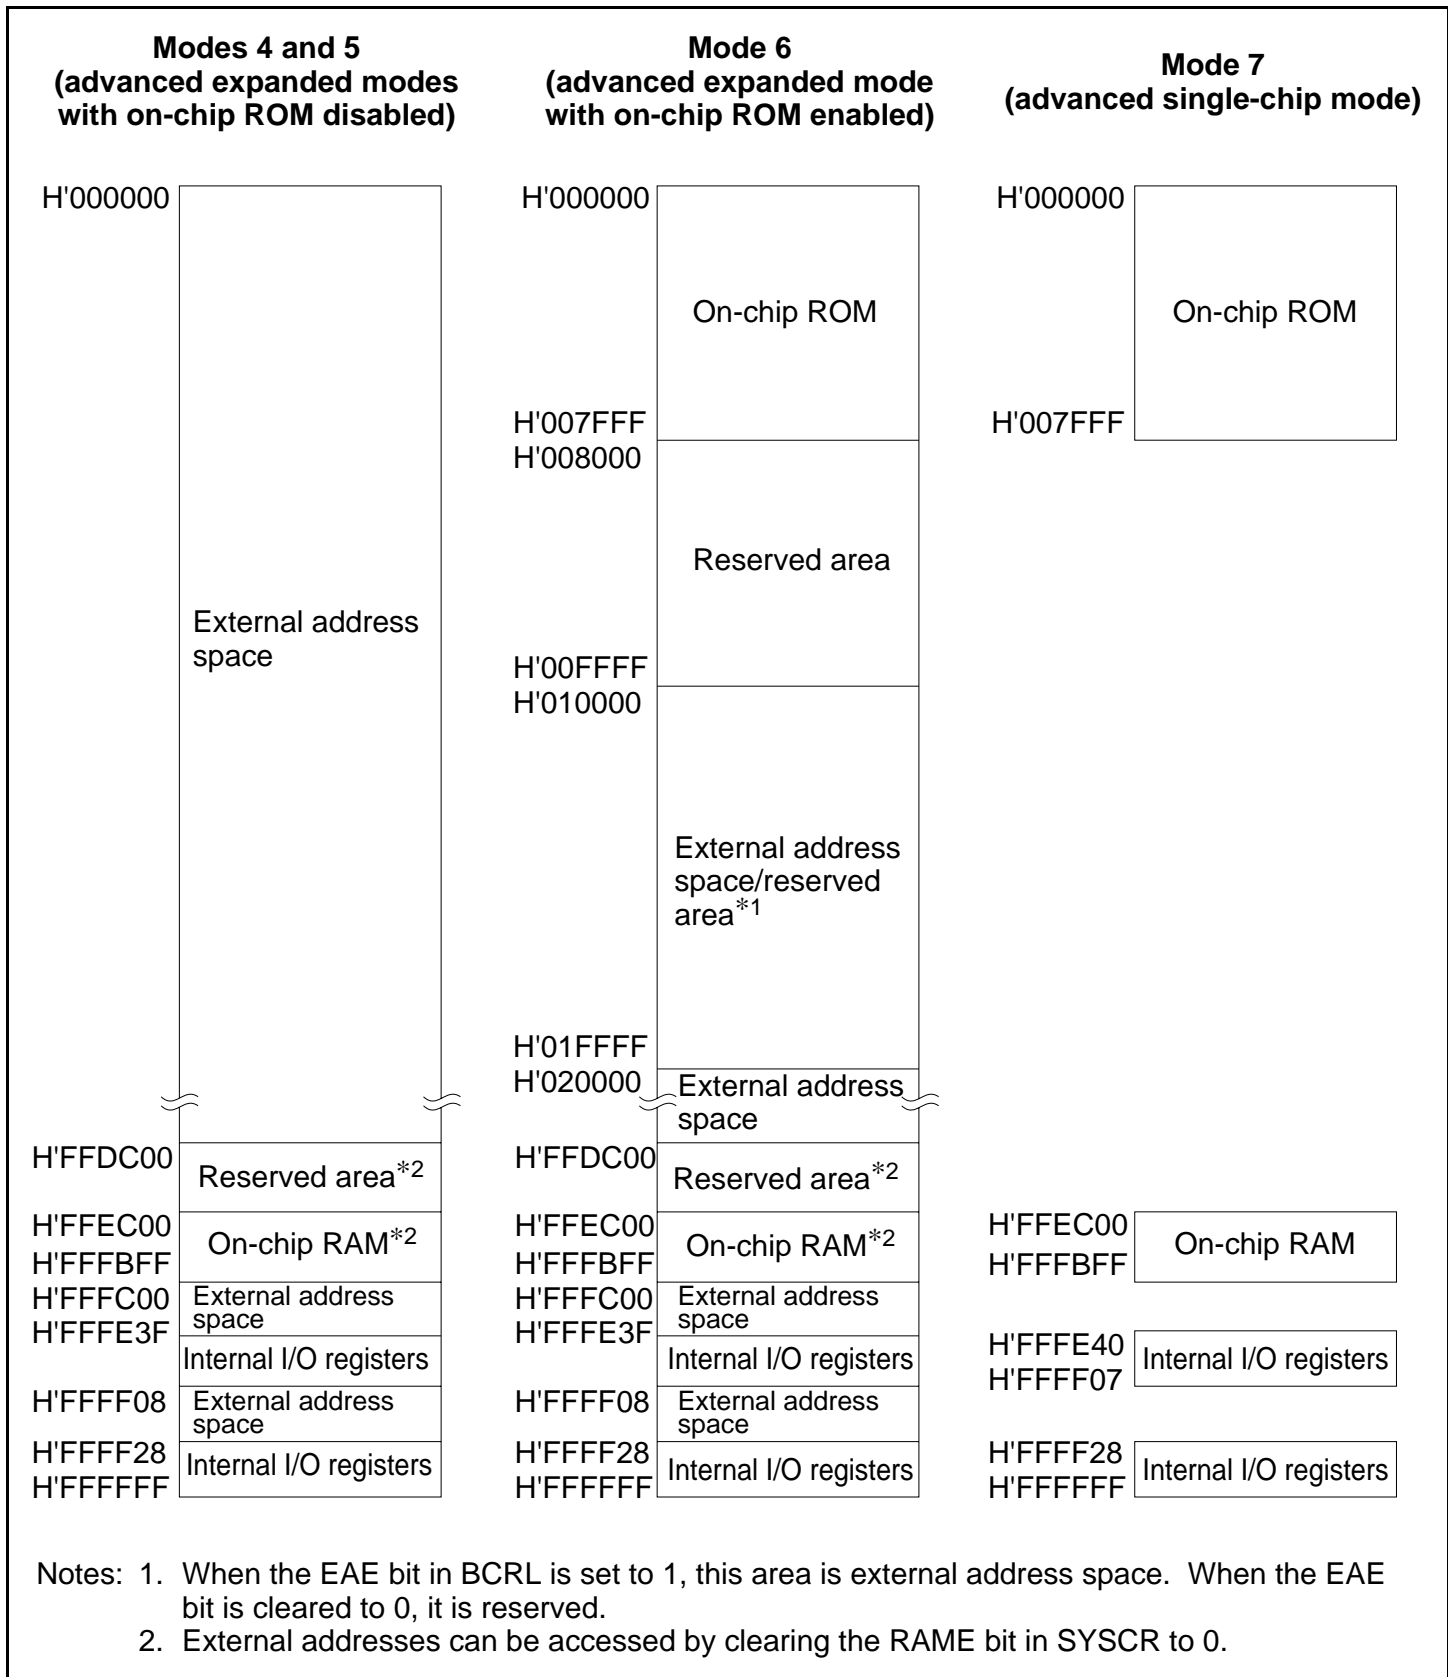 Modes 4 and 5
(advanced expanded modes
with on-chip ROM disabled)
H'000000
External address
space
H'FFDC00
Reserved area*2
H'FFEC00
On-chip RAM*2
H'FFFBFF
H'FFFC00
External address
space
H'FFFE3F
Internal I/O registers
H'FFFF08
External address
space
H'FFFF28
Internal I/O registers
H'FFFFFF
Mode 6
(advanced expanded mode
with on-chip ROM enabled)
H'000000
On-chip ROM
H'007FFF
H'008000
Reserved area
H'00FFFF
H'010000
External address
space/reserved
area*1
H'01FFFF
H'020000
External address
space
H'FFDC00
Reserved area*2
H'FFEC00
On-chip RAM*2
H'FFFBFF
H'FFFC00
External address
space
H'FFFE3F
Internal I/O registers
H'FFFF08
External address
space
H'FFFF28
Internal I/O registers
H'FFFFFF
Mode 7
(advanced single-chip mode)
H'000000
On-chip ROM
H'007FFF
H'FFEC00
On-chip RAM
H'FFFBFF
H'FFFE40
Internal I/O registers
H'FFFF07
H'FFFF28
Internal I/O registers
H'FFFFFF
Notes: 1. When the EAE bit in BCRL is set to 1, this area is external address space. When the EAE
bit is cleared to 0, it is reserved.
2. External addresses can be accessed by clearing the RAME bit in SYSCR to 0.